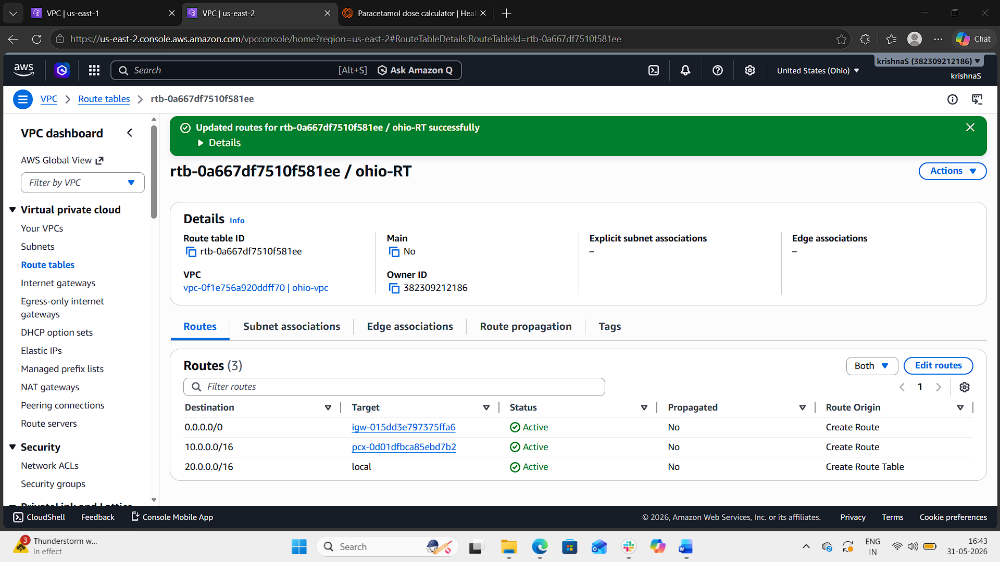 VPC | us-east-1
VPC | us-east-2
Paracetamol dose calculator | Heal
https://us-east-2.console.aws.amazon.com/vpcconsole/home?region=us-east-2#RouteTableDetails:RouteTableId=rtb-0a667df7510f581ee
Chat
aws
Search
[Alt+S]
Ask Amazon Q
United States (Ohio)
krishnaS (382309212186)
krishnaS
VPC
Route tables
rtb-0a667df7510f581ee
VPC dashboard
AWS Global View
Filter by VPC
Virtual private cloud
Your VPCs
Subnets
Route tables
Internet gateways
Egress-only internet
gateways
DHCP option sets
Elastic IPs
Managed prefix lists
NAT gateways
Peering connections
Route servers
Security
Network ACLs
Security groups
PrivateLink and Lattice
Updated routes for rtb-0a667df7510f581ee / ohio-RT successfully
Details
rtb-0a667df7510f581ee / ohio-RT
Actions
Details Info
Route table ID
rtb-0a667df7510f581ee
Main
No
Explicit subnet associations
–
Edge associations
–
VPC
vpc-0f1e756a920ddff70 | ohio-vpc
Owner ID
382309212186
Routes
Subnet associations
Edge associations
Route propagation
Tags
Routes (3)
Both
Edit routes
Filter routes
1
Destination Target Status Propagated Route Origin
0.0.0.0/0 igw-015dd3e797375ffa6 Active No Create Route
10.0.0.0/16 pcx-0d01dfbca85ebd7b2 Active No Create Route
20.0.0.0/16 local Active No Create Route Table
CloudShell
Feedback
Console Mobile App
© 2026, Amazon Web Services, Inc. or its affiliates.
Privacy
Terms
Cookie preferences
3
Thunderstorm w...
In effect
Search
ENG
IN
16:43
31-05-2026